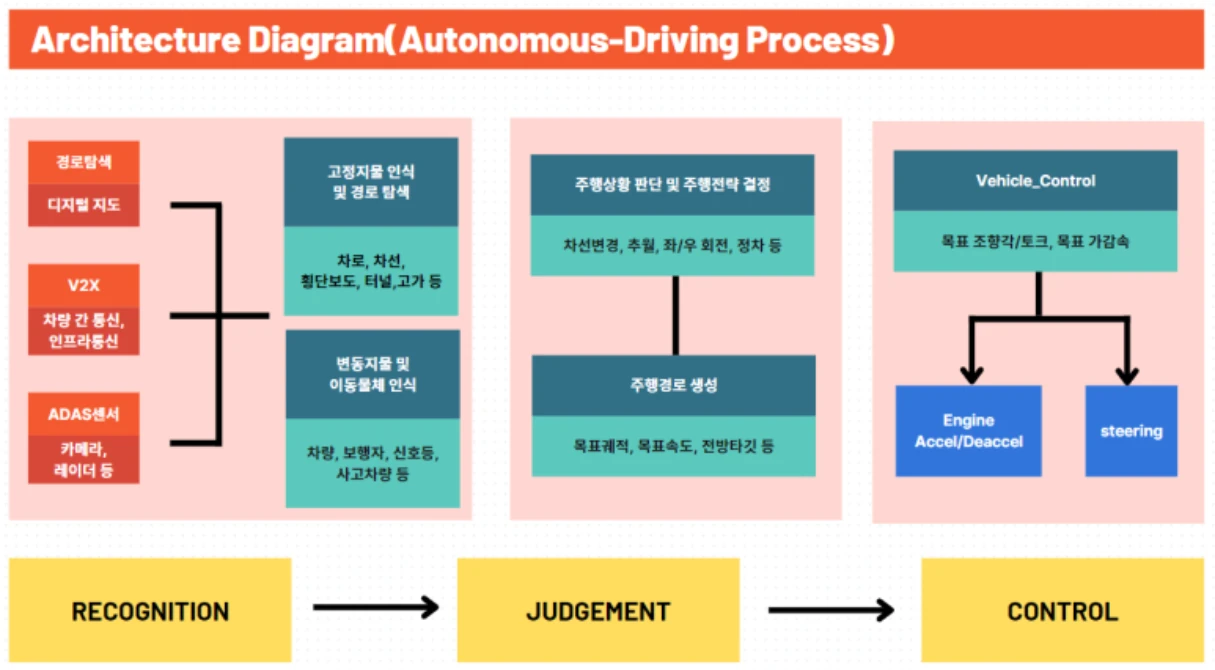 Architecture Diagram(Autonomous-Driving Process)
경로탐색
디지털 지도
V2X
차량 간 통신,
인프라통신
ADAS센서
카메라,
레이더 등
고정지물 인식
및 경로 탐색
차로, 차선,
횡단보도, 터널,고가 등
변동지물 및
이동물체 인식
차량, 보행자, 신호등,
사고차량 등
주행상황 판단 및 주행전략 결정
차선변경, 추월, 좌/우 회전, 정차 등
주행경로 생성
목표궤적, 목표속도, 전방타깃 등
Vehicle_Control
목표 조향각/토크, 목표 가감속
Engine
Accel/Deaccel
steering
RECOGNITION
JUDGEMENT
CONTROL